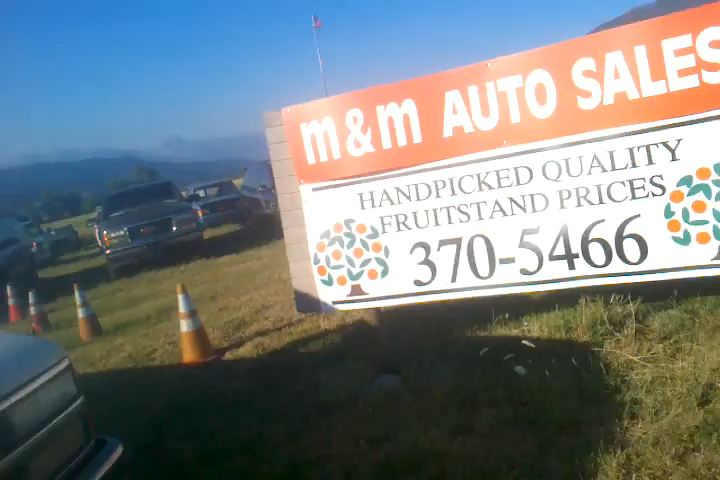 m&m AUTO SALES
HANDPICKED QUALITY
FRUITSTAND PRICES
370-5466